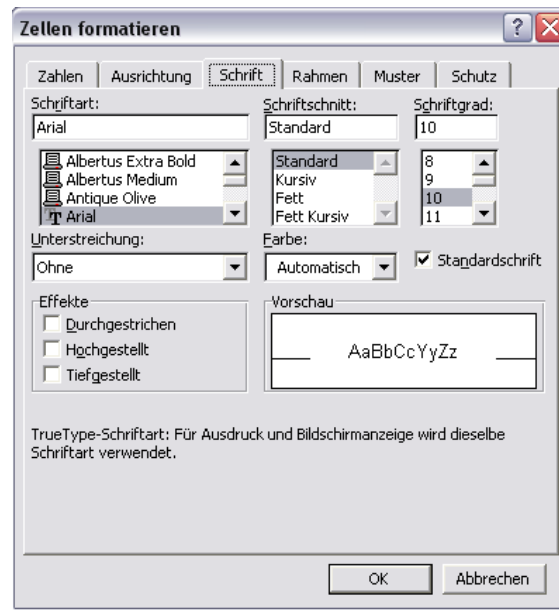 Zellen formatieren
Zahlen Ausrichtung Schrift Rahmen Muster Schutz
Schriftart: Schriftschnitt: Schriftgrad:
Arial Standard 10
Albertus Extra Bold Standard 8
Albertus Medium Kursiv 9
Antique Olive Fett 10
Arial Fett Kursiv 11
Unterstreichung: Farbe:
Ohne Automatisch Standardschrift
Effekte Vorschau
Durchgestrichen
Hochgestellt AaBbCcYyZz
Tiefgestellt
TrueType-Schriftart: Für Ausdruck und Bildschirmanzeige wird dieselbe
Schriftart verwendet.
OK Abbrechen